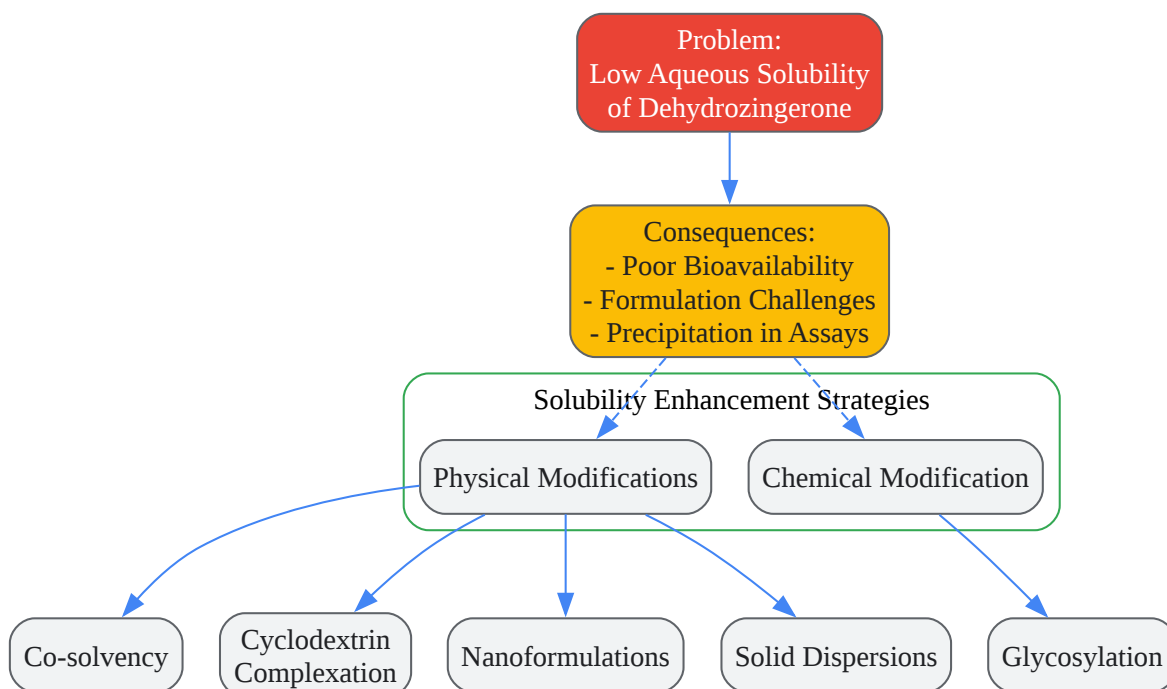 Problem:
Low Aqueous Solubility
of Dehydrozingerone
Consequences:
- Poor Bioavailability
- Formulation Challenges
- Precipitation in Assays
Solubility Enhancement Strategies
Physical Modifications
Chemical Modification
Co-solvency
Cyclodextrin
Complexation
Nanoformulations
Solid Dispersions
Glycosylation